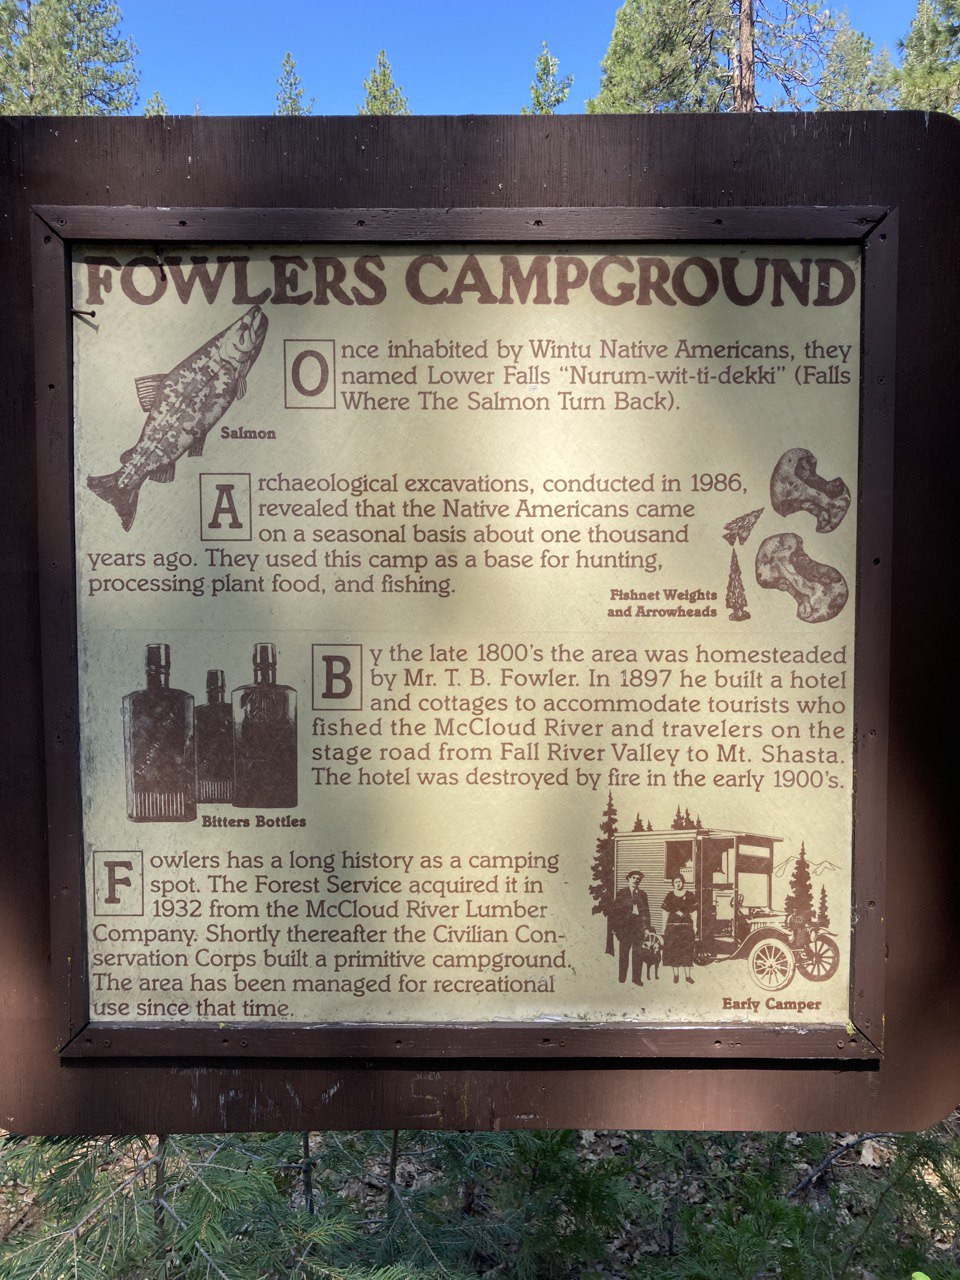 FOWLERS CAMPGROUND
Once inhabited by Wintu Native Americans, they
named Lower Falls “Nurum-wit-ti-dekki” (Falls
Where The Salmon Turn Back).
Salmon
Archaeological excavations, conducted in 1986,
revealed that the Native Americans came
on a seasonal basis about one thousand
years ago. They used this camp as a base for hunting,
processing plant food, and fishing.
Fishnet Weights
and Arrowheads
By the late 1800's the area was homesteaded
by Mr. T. B. Fowler. In 1897 he built a hotel
and cottages to accommodate tourists who
fished the McCloud River and travelers on the
stage road from Fall River Valley to Mt. Shasta.
The hotel was destroyed by fire in the early 1900's.
Bitters Bottles
Fowlers has a long history as a camping
spot. The Forest Service acquired it in
1932 from the McCloud River Lumber
Company. Shortly thereafter the Civilian Con-
servation Corps built a primitive campground.
The area has been managed for recreational
use since that time.
Early Camper